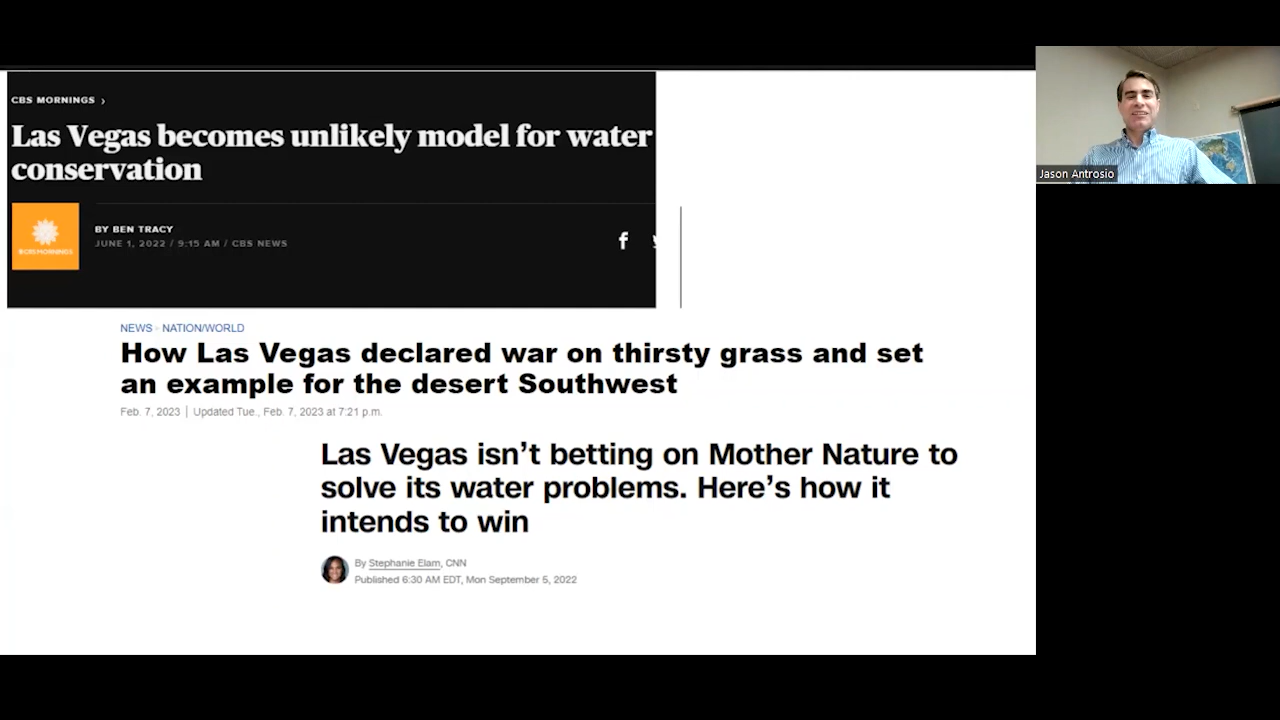 CBS MORNINGS ›
Las Vegas becomes unlikely model for water
conservation
CBS MORNINGS
BY BEN TRACY
JUNE 1, 2022 / 9:15 AM / CBS NEWS
Jason Antrosio
NEWS NATION/WORLD
How Las Vegas declared war on thirsty grass and set
an example for the desert Southwest
Feb. 7, 2023 | Updated Tue., Feb. 7, 2023 at 7:21 p.m.
Las Vegas isn’t betting on Mother Nature to
solve its water problems. Here’s how it
intends to win
By Stephanie Elam, CNN
Published 6:30 AM EDT, Mon September 5, 2022